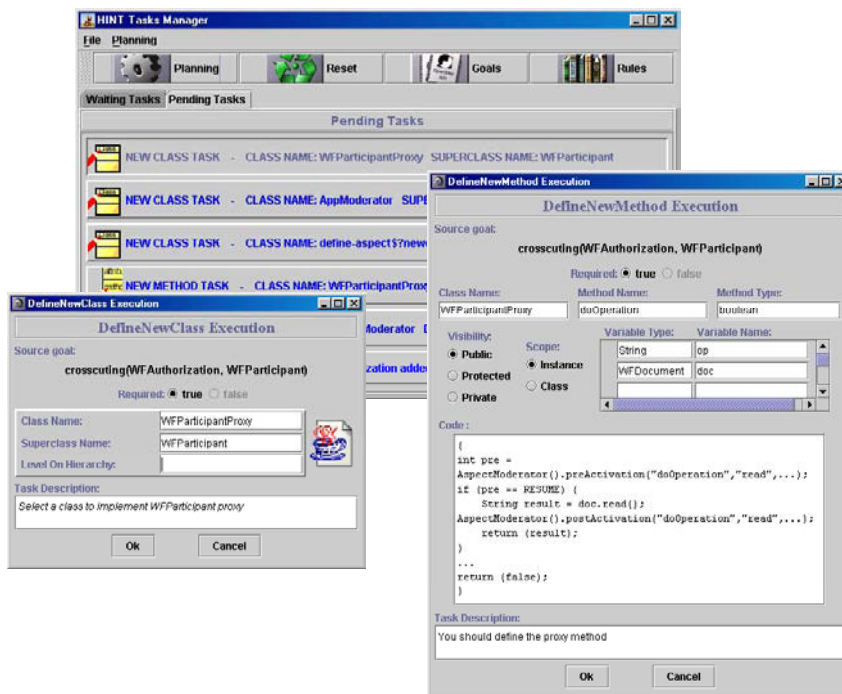 HINT Tasks Manager
File Planning
Planning Reset Goals Rules
Waiting Tasks Pending Tasks
Pending Tasks
NEW CLASS TASK - CLASS NAME: WFParticipantProxy SUPERCLASS NAME: WFParticipant
NEW CLASS TASK - CLASS NAME: AppModerator SUP
NEW CLASS TASK - CLASS NAME: define-aspect$?new
NEW METHOD TASK - CLASS NAME: WFParticipantProxy
Moderator D
zation added
DefineNewClass Execution
DefineNewClass Execution
Source goal:
crosscutting(WFAuthorization, WFParticipant)
Required: true false
Class Name: WFParticipantProxy
Superclass Name: WFParticipant
Level On Hierarchy:
Task Description:
Select a class to implement WFParticipant proxy
Ok Cancel
DefineNewMethod Execution
DefineNewMethod Execution
Source goal:
crosscuting(WFAuthorization, WFParticipant)
Required: true false
Class Name: Method Name: Method Type:
WFParticipantProxy doOperation boolean
Visibility: Scope: Variable Type: Variable Name:
Public Instance String op
Protected Class WFDocument doc
Private
Code :
{
int pre =
AspectModerator().preActivation("doOperation","read",...);
if (pre == RESUME) {
String result = doc.read{};
AspectModerator().postActivation("doOperation","read",...);
return (result);
}
...
return (false);
}
Task Description:
You should define the proxy method
Ok Cancel